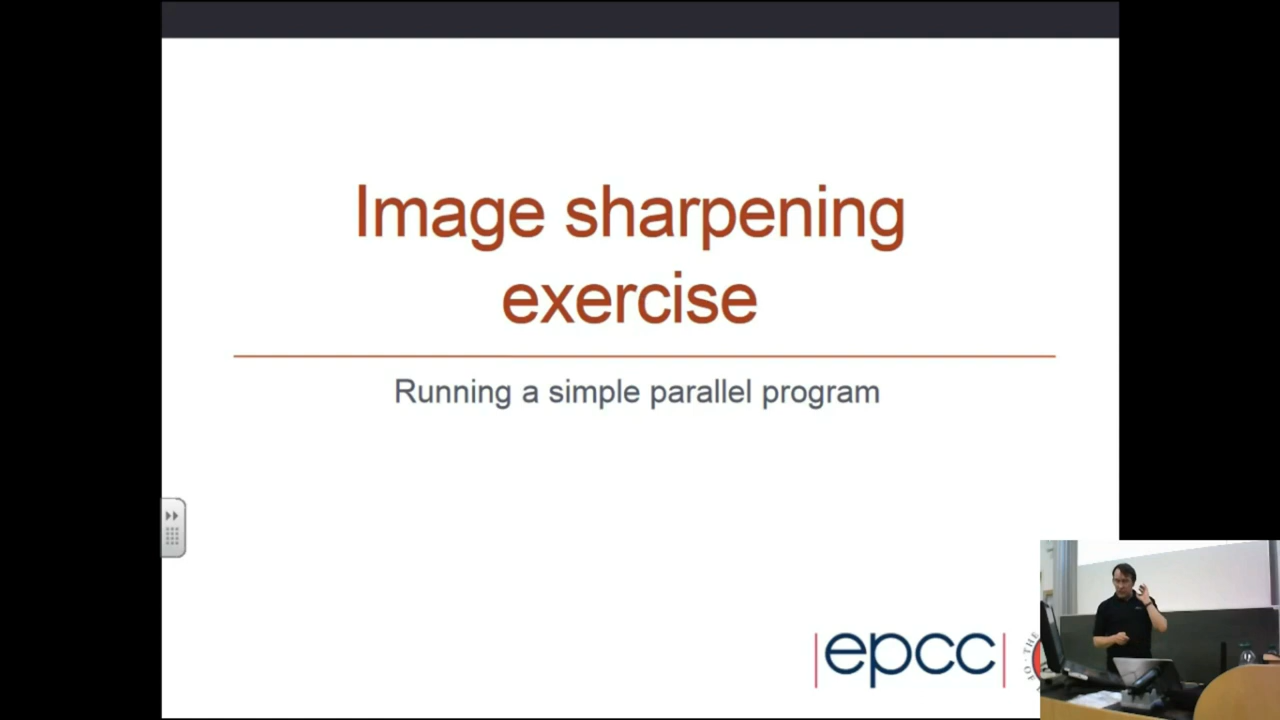 Image sharpening
exercise
Running a simple parallel program
epcc